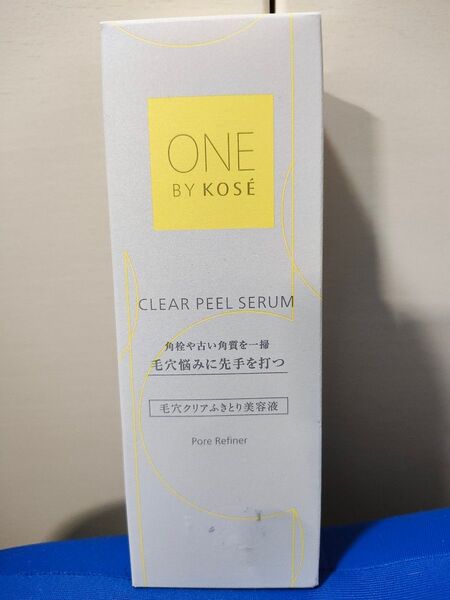 ONE
BY KOSÉ
CLEAR PEEL SERUM
角栓や古い角質を一掃
毛穴悩みに先手を打つ
毛穴クリアふきとり美容液
Pore Refiner